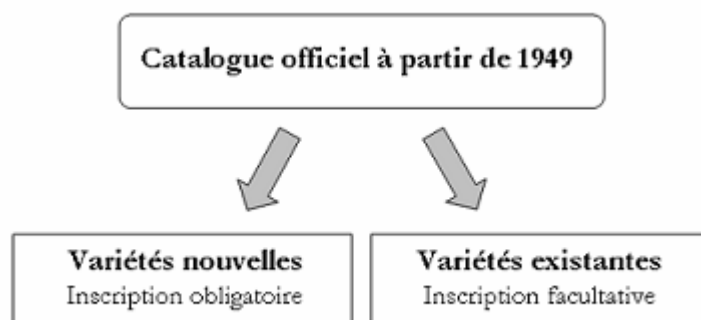 Catalogue officiel à partir de 1949
Variétés nouvelles
Inscription obligatoire
Variétés existantes
Inscription facultative